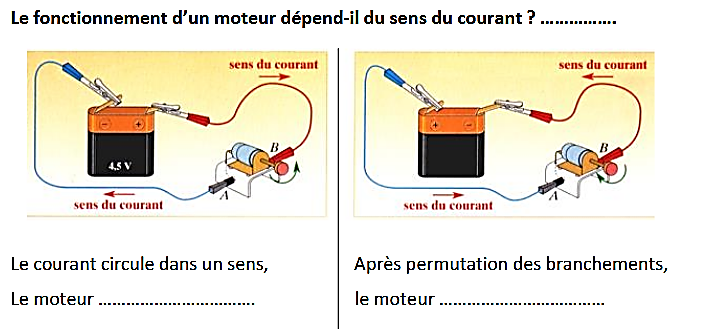 Le fonctionnement d’un moteur dépend-il du sens du courant ? ................
sens du courant
− +
4,5 V
B
A
sens du courant
sens du courant
+ −
B
A
sens du courant
Le courant circule dans un sens,
Le moteur ..................................
Après permutation des branchements,
le moteur ....................................